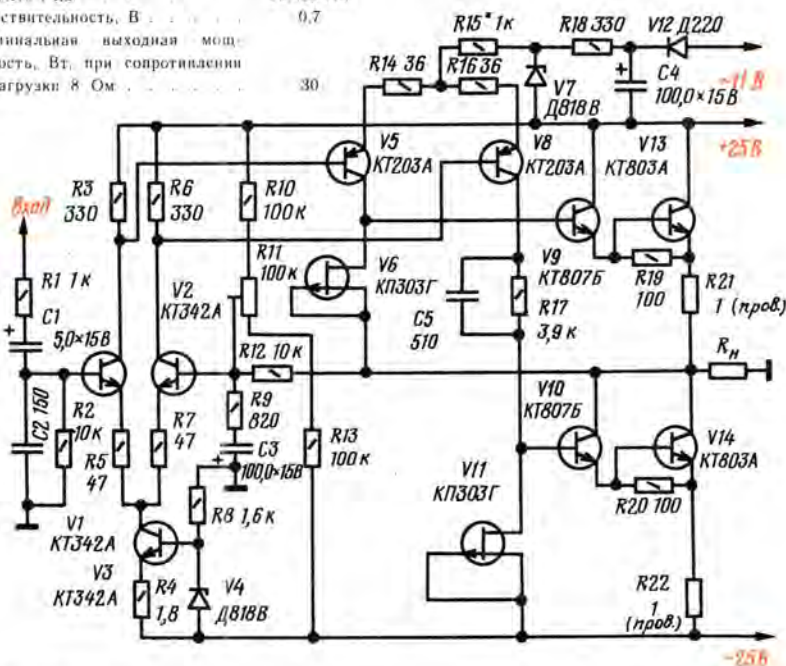 ствительность, В . . . . . 0,7
минальная выходная мощ-
ность, Вт, при сопротивлении
нагрузки 8 Ом . . . . . 30
R15* 1к
R18 330
V12 Д220
R14 36
R16 36
V7
Д818В
C4
100,0×15В
~11В
+25В
V5
КТ203А
V8
КТ203А
V13
КТ803А
R3
330
R6
330
R10
100к
Вход
R11
100к
V6
КП303Г
V9
КТ807Б
R19
100
R21
1 (пров.)
R1 1к
C1
5,0×15В
V2
КТ342А
C5
510
R17
3,9к
R12 10к
Rн
C2 150
R2
10к
R7
47
R9
820
V10
КТ807Б
V14
КТ803А
R5
47
C3
100,0×15В
R13
100к
V11
КП303Г
R20 100
V1
КТ342А
R8 1,6к
V3
КТ342А
R4
1,8
V4
Д818В
R22
1
(пров.)
-25В